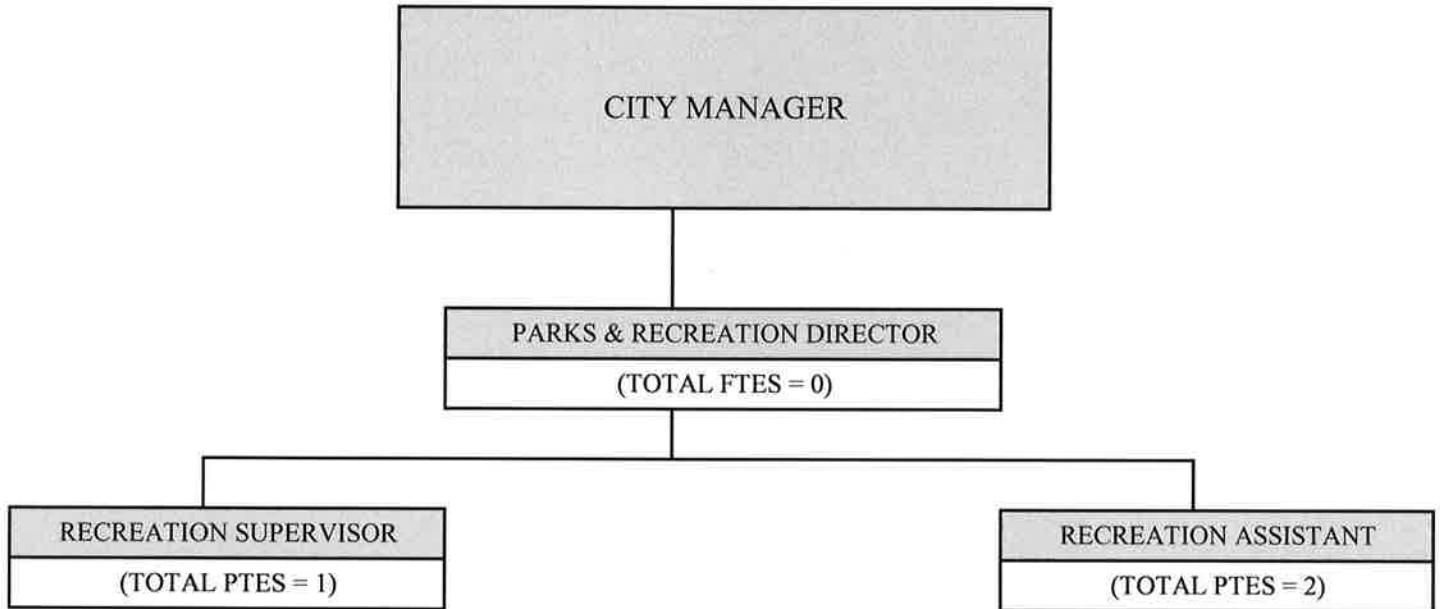 CITY MANAGER
PARKS & RECREATION DIRECTOR
(TOTAL FTES = 0)
RECREATION SUPERVISOR
(TOTAL PTES = 1)
RECREATION ASSISTANT
(TOTAL PTES = 2)